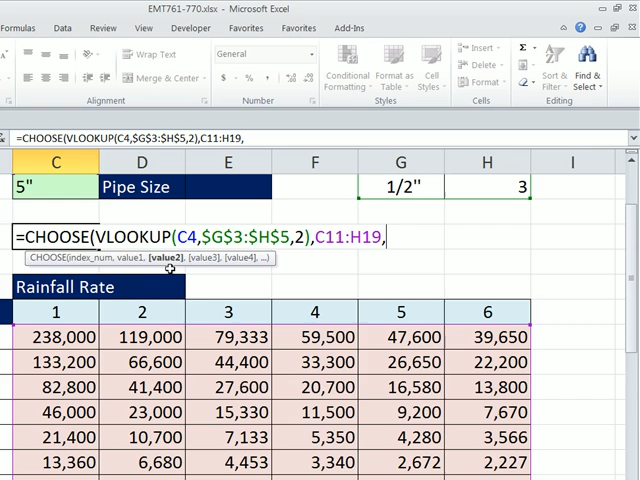 EMT761-770.xlsx - Microsoft Excel
Formulas Data Review View Developer Favorites Favorites Add-Ins
Wrap Text General Insert Σ
Merge & Center $ % , Conditional Formatting Format as Table Cell Styles Delete Format Sort & Filter Find & Select
Alignment Number Styles Cells Editing
=CHOOSE(VLOOKUP(C4,$G$3:$H$5,2),C11:H19,
C D E F G H I
5" Pipe Size 1/2" 3
=CHOOSE(VLOOKUP(C4,$G$3:$H$5,2),C11:H19,
CHOOSE(index_num, value1, [value2], [value3], [value4], ...)
Rainfall Rate
1 2 3 4 5 6
238,000 119,000 79,333 59,500 47,600 39,650
133,200 66,600 44,400 33,300 26,650 22,200
82,800 41,400 27,600 20,700 16,580 13,800
46,000 23,000 15,330 11,500 9,200 7,670
21,400 10,700 7,133 5,350 4,280 3,566
13,360 6,680 4,453 3,340 2,672 2,227